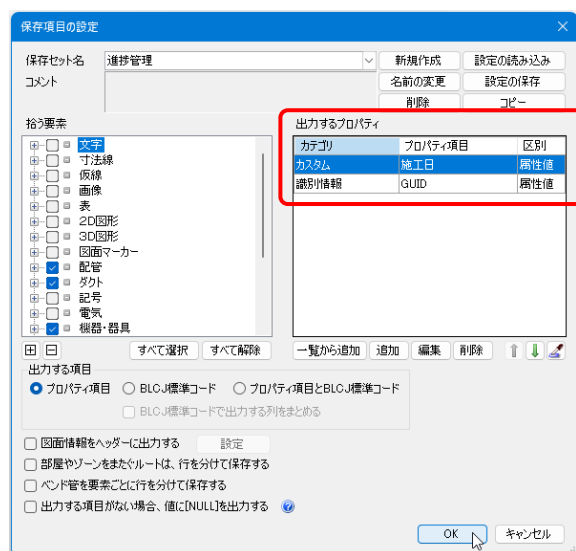 保存項目の設定
保存セット名 進捗管理 新規作成 設定の読み込み
コメント 名前の変更 設定の保存
削除 コピー
拾う要素 出力するプロパティ
カテゴリ プロパティ項目 区別
カスタム 施工日 属性値
識別情報 GUID 属性値
文字
寸法線
仮線
画像
表
2D図形
3D図形
図面マーカー
配管
ダクト
記号
電気
機器・器具
すべて選択 すべて解除 一覧から追加 追加 編集 削除
出力する項目
プロパティ項目 BLCJ標準コード プロパティ項目とBLCJ標準コード
BLCJ標準コードで出力する列をまとめる
図面情報をヘッダーに出力する 設定
部屋やゾーンをまたぐルートは、行を分けて保存する
ベンド管を要素ごとに行を分けて保存する
出力する項目がない場合、値に[NULL]を出力する
OK キャンセル